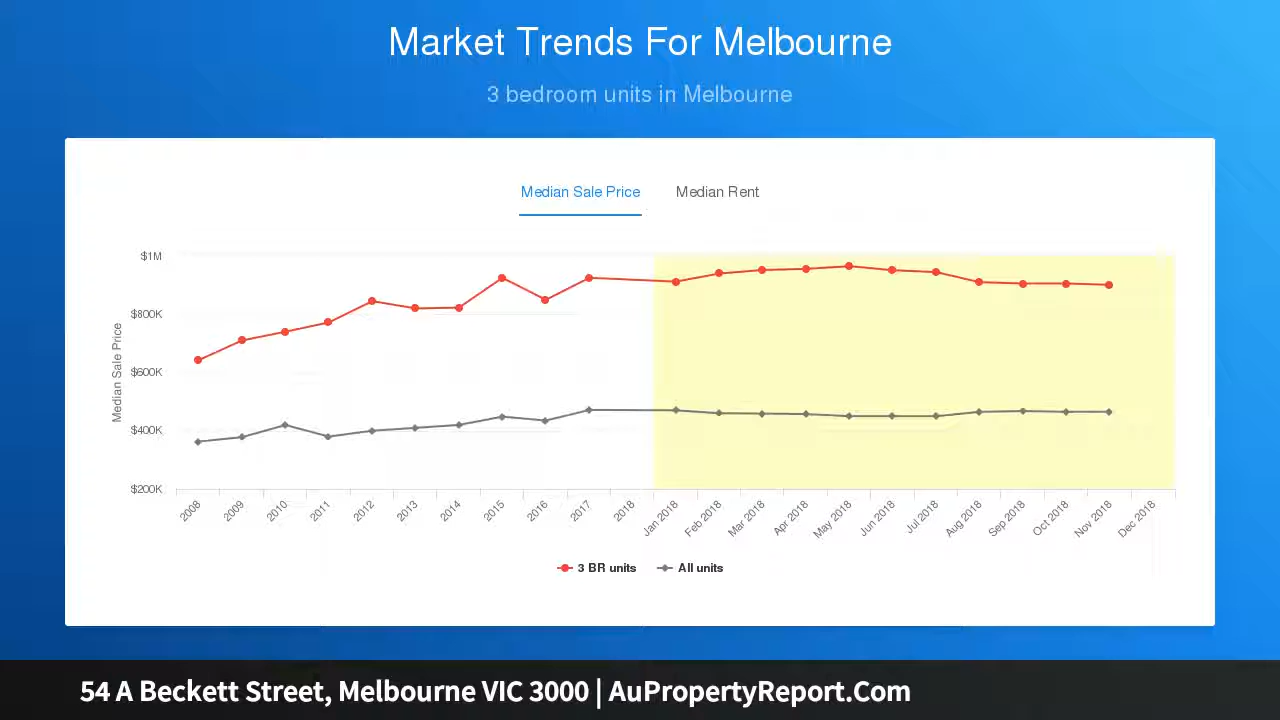 Market Trends For Melbourne
3 bedroom units in Melbourne
Median Sale Price
Median Rent
Median Sale Price
$1M
$800K
$600K
$400K
$200K
2008
2009
2010
2011
2012
2013
2014
2015
2016
2017
2018
Jan 2018
Feb 2018
Mar 2018
Apr 2018
May 2018
Jun 2018
Jul 2018
Aug 2018
Sep 2018
Oct 2018
Nov 2018
Dec 2018
3 BR units
All units
54 A Beckett Street, Melbourne VIC 3000 | AuPropertyReport.Com